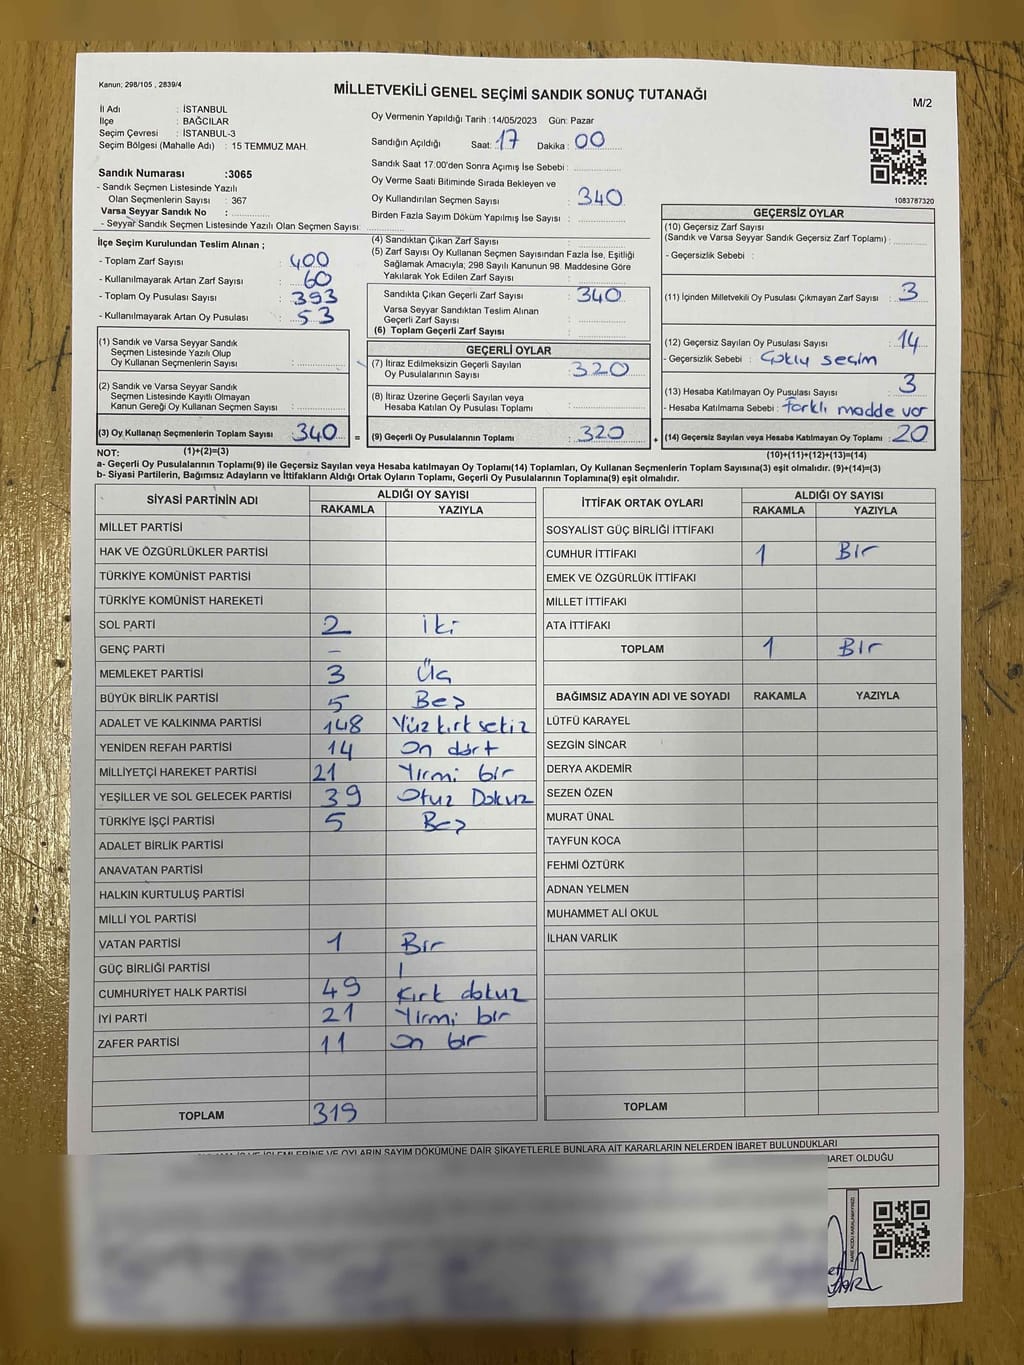 Kanun: 298/105 , 2839/4
MİLLETVEKİLİ GENEL SEÇİMİ SANDIK SONUÇ TUTANAĞI
M/2
İl Adı : İSTANBUL
İlçe : BAĞCILAR
Seçim Çevresi : İSTANBUL-3
Seçim Bölgesi (Mahalle Adı) : 15 TEMMUZ MAH.
Sandık Numarası :3065
- Sandık Seçmen Listesinde Yazılı
Olan Seçmenlerin Sayısı : 367
Varsa Seyyar Sandık No :
- Seyyar Sandık Seçmen Listesinde Yazılı Olan Seçmen Sayısı:
Oy Vermenin Yapıldığı Tarih :14/05/2023 Gün: Pazar
Sandığın Açıldığı Saat: 17 Dakika : 00
Sandık Saat 17:00'den Sonra Açımış İse Sebebi :
Oy Verme Saati Bitiminde Sırada Bekleyen ve
Oy Kullandırılan Seçmen Sayısı : 340
Birden Fazla Sayım Döküm Yapılmış İse Sayısı :
1083787320
İlçe Seçim Kurulundan Teslim Alınan ;
- Toplam Zarf Sayısı : 400
- Kullanılmayarak Artan Zarf Sayısı : 60
- Toplam Oy Pusulası Sayısı : 393
- Kullanılmayarak Artan Oy Pusulası : 53
(4) Sandıktan Çıkan Zarf Sayısı :
(5) Zarf Sayısı Oy Kullanan Seçmen Sayısından Fazla İse, Eşitliği
Sağlamak Amacıyla; 298 Sayılı Kanunun 98. Maddesine Göre
Yakılarak Yok Edilen Zarf Sayısı :
Sandıkta Çıkan Geçerli Zarf Sayısı : 340
Varsa Seyyar Sandıktan Teslim Alınan
Geçerli Zarf Sayısı :
(6) Toplam Geçerli Zarf Sayısı :
GEÇERSİZ OYLAR
(10) Geçersiz Zarf Sayısı
(Sandık ve Varsa Seyyar Sandık Geçersiz Zarf Toplamı) :
- Geçersizlik Sebebi :
(11) İçinden Milletvekili Oy Pusulası Çıkmayan Zarf Sayısı : 3
(12) Geçersiz Sayılan Oy Pusulası Sayısı : 14
- Geçersizlik Sebebi : Çoklu seçim
(13) Hesaba Katılmayan Oy Pusulası Sayısı : 3
- Hesaba Katılmama Sebebi : Farklı madde var
(14) Geçersiz Sayılan veya Hesaba Katılmayan Oy Toplamı : 20
(10)+(11)+(12)+(13)=(14)
(1) Sandık ve Varsa Seyyar Sandık
Seçmen Listesinde Yazılı Olup
Oy Kullanan Seçmenlerin Sayısı :
(2) Sandık ve Varsa Seyyar Sandık
Seçmen Listesinde Kayıtlı Olmayan
Kanun Gereği Oy Kullanan Seçmen Sayısı :
(3) Oy Kullanan Seçmenlerin Toplam Sayısı : 340 =
(1)+(2)=(3)
GEÇERLİ OYLAR
(7) İtiraz Edilmeksizin Geçerli Sayılan
Oy Pusulalarının Sayısı : 320
(8) İtiraz Üzerine Geçerli Sayılan veya
Hesaba Katılan Oy Pusulası Toplamı :
(9) Geçerli Oy Pusulalarının Toplamı : 320 +
NOT:
a- Geçerli Oy Pusulalarının Toplamı(9) ile Geçersiz Sayılan veya Hesaba katılmayan Oy Toplamı(14) Toplamları, Oy Kullanan Seçmenlerin Toplam Sayısına(3) eşit olmalıdır. (9)+(14)=(3)
b- Siyasi Partilerin, Bağımsız Adayların ve İttifakların Aldığı Ortak Oyların Toplamı, Geçerli Oy Pusulalarının Toplamına(9) eşit olmalıdır.
SİYASİ PARTİNİN ADI ALDIĞI OY SAYISI
RAKAMLA YAZIYLA
MİLLET PARTİSİ
HAK VE ÖZGÜRLÜKLER PARTİSİ
TÜRKİYE KOMÜNİST PARTİSİ
TÜRKİYE KOMÜNİST HAREKETİ
SOL PARTİ 2 iki
GENÇ PARTİ –
MEMLEKET PARTİSİ 3 Üç
BÜYÜK BİRLİK PARTİSİ 5 Beş
ADALET VE KALKINMA PARTİSİ 148 Yüz kırk sekiz
YENİDEN REFAH PARTİSİ 14 On dört
MİLLİYETÇİ HAREKET PARTİSİ 21 Yirmi bir
YEŞİLLER VE SOL GELECEK PARTİSİ 39 Otuz Dokuz
TÜRKİYE İŞÇİ PARTİSİ 5 Beş
ADALET BİRLİK PARTİSİ
ANAVATAN PARTİSİ
HALKIN KURTULUŞ PARTİSİ
MİLLİ YOL PARTİSİ
VATAN PARTİSİ 1 Bir
GÜÇ BİRLİĞİ PARTİSİ
CUMHURİYET HALK PARTİSİ 49 Kırk dokuz
İYİ PARTİ 21 Yirmi bir
ZAFER PARTİSİ 11 On bir
TOPLAM 319
İTTİFAK ORTAK OYLARI ALDIĞI OY SAYISI
RAKAMLA YAZIYLA
SOSYALİST GÜÇ BİRLİĞİ İTTİFAKI
CUMHUR İTTİFAKI 1 Bir
EMEK VE ÖZGÜRLÜK İTTİFAKI
MİLLET İTTİFAKI
ATA İTTİFAKI
TOPLAM 1 Bir
BAĞIMSIZ ADAYIN ADI VE SOYADI RAKAMLA YAZIYLA
LÜTFÜ KARAYEL
SEZGİN SİNCAR
DERYA AKDEMİR
SEZEN ÖZEN
MURAT ÜNAL
TAYFUN KOCA
FEHMİ ÖZTÜRK
ADNAN YELMEN
MUHAMMET ALİ OKUL
İLHAN VARLIK
TOPLAM
İŞLEMLERİNE VE OYLARIN SAYIM DÖKÜMÜNE DAİR ŞİKAYETLERLE BUNLARA AİT KARARLARIN NELERDEN İBARET BULUNDUKLARI
BARET OLDUĞU